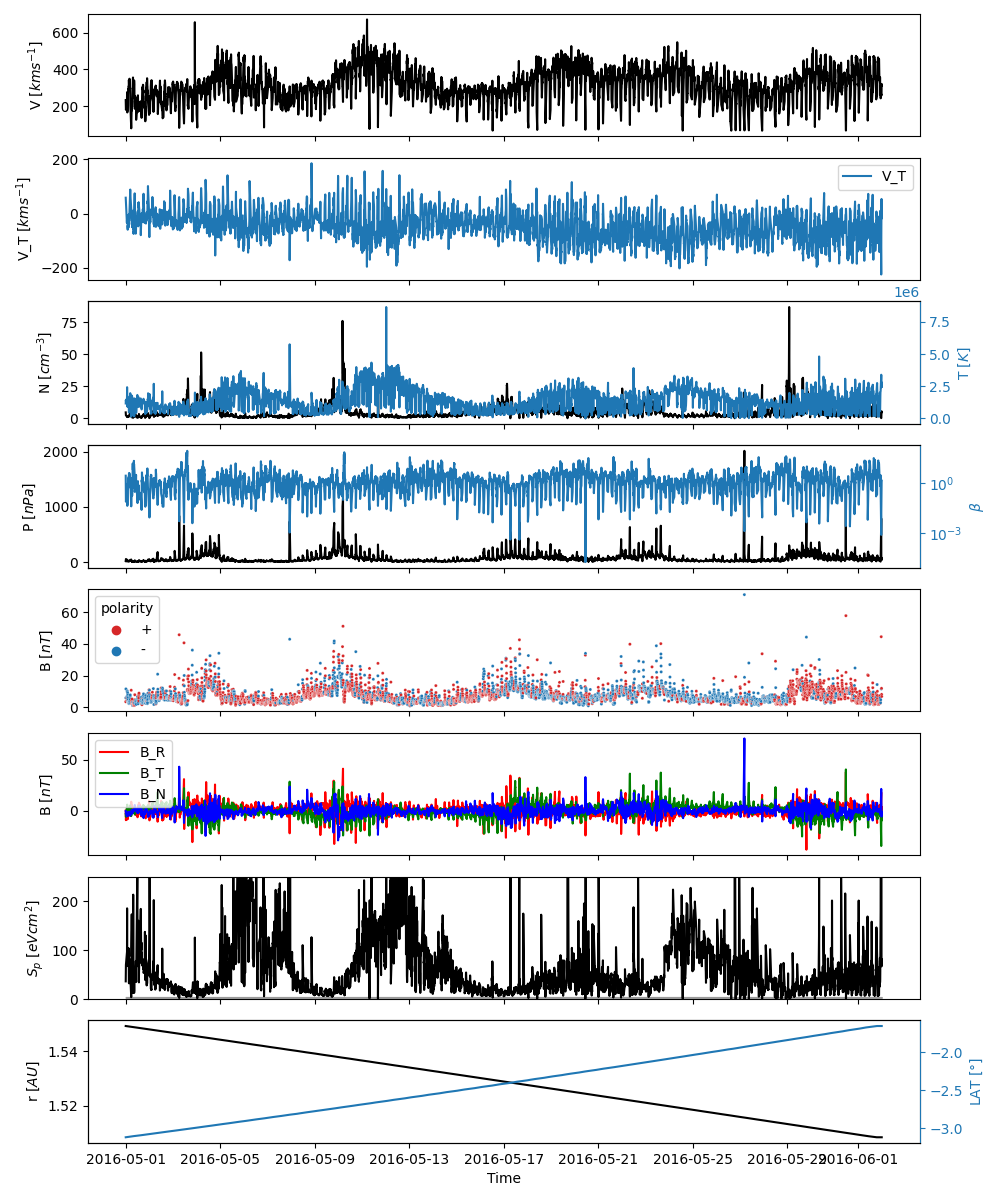 V [kms⁻¹]
600
400
200
V_T [kms⁻¹]
200
0
−200
V_T
N [cm⁻³]
75
50
25
0
1e6
7.5
5.0
2.5
0.0
T [K]
P [nPa]
2000
1000
0
10⁰
10⁻³
β
B [nT]
60
40
20
0
polarity
+
-
B [nT]
50
0
B_R
B_T
B_N
Sₚ [eVcm²]
200
100
0
r [AU]
1.54
1.52
−2.0
−2.5
−3.0
LAT [°]
2016-05-01 2016-05-05 2016-05-09 2016-05-13 2016-05-17 2016-05-21 2016-05-25 2016-05-29 2016-06-01
Time